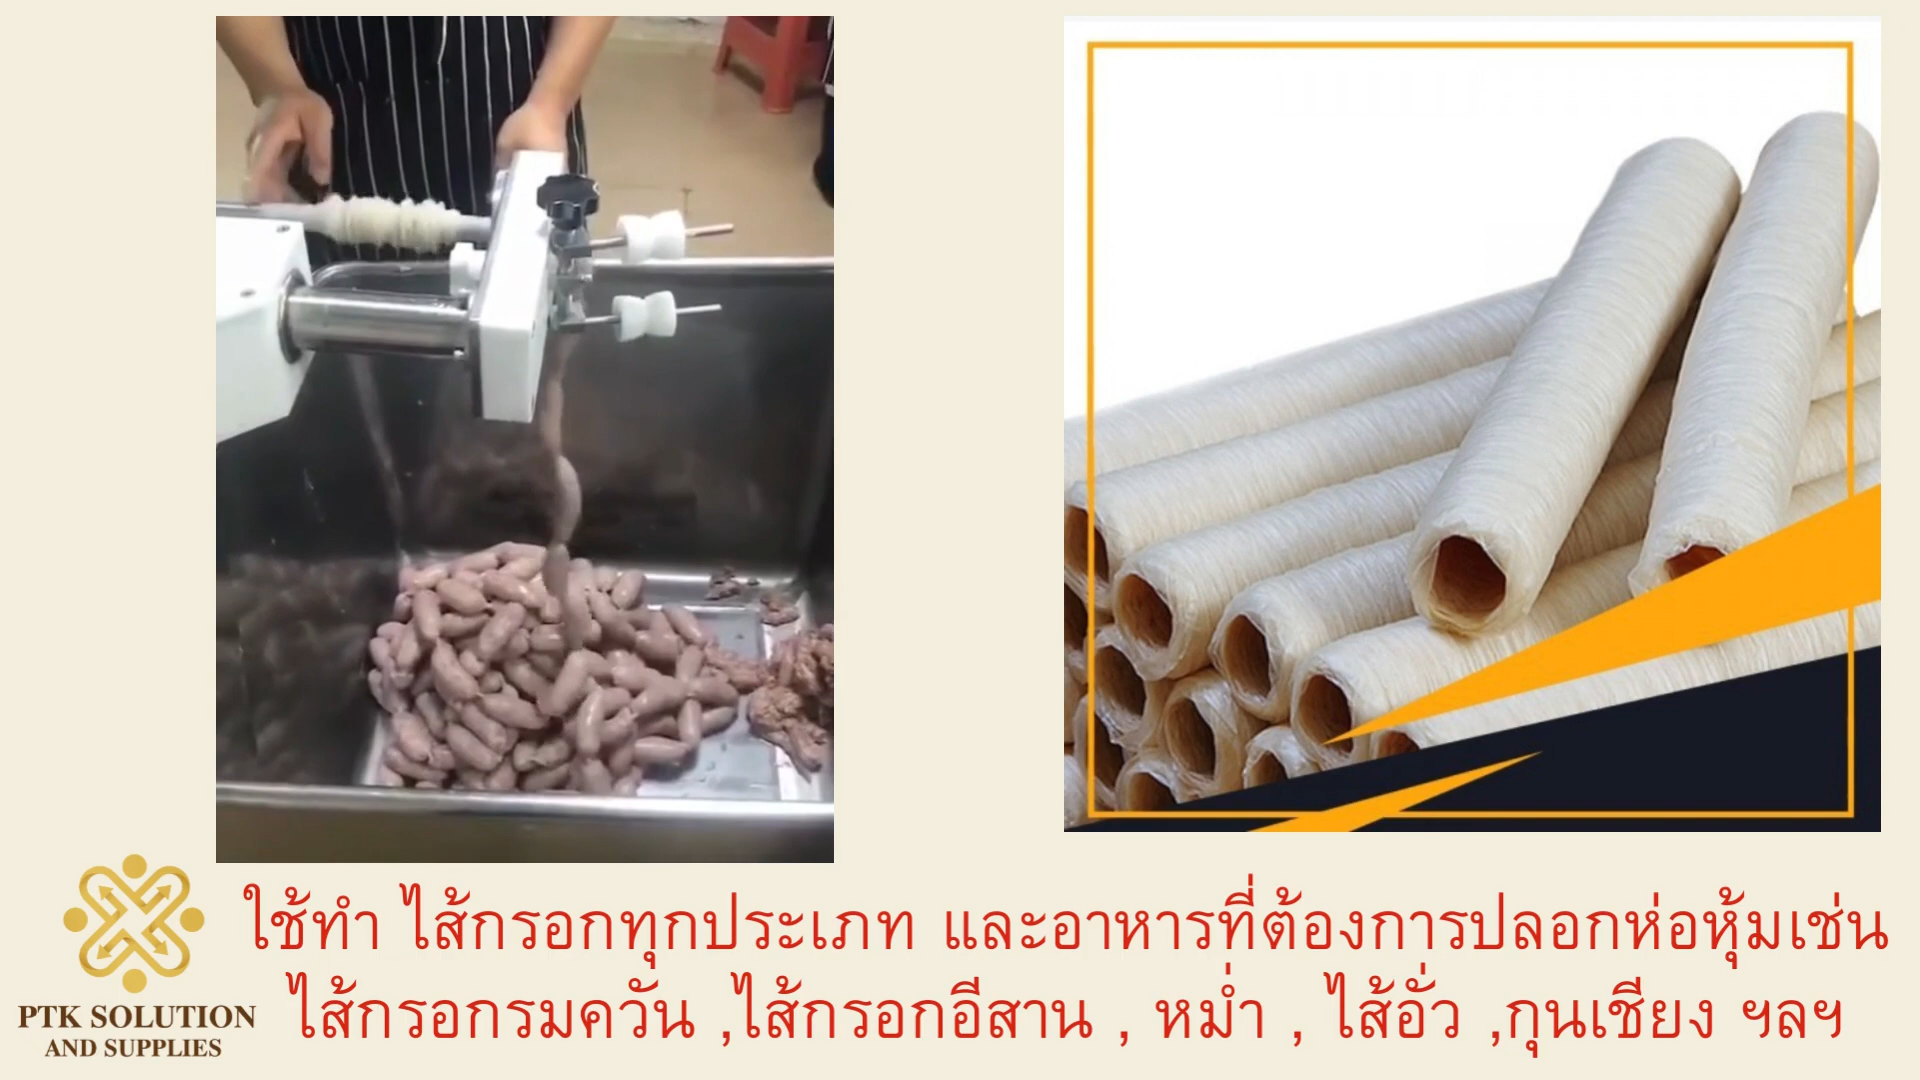 ใช้ทำ ไส้กรอกทุกประเภท และอาหารที่ต้องการปลอกห่อหุ้มเช่น
ไส้กรอกรมควัน ,ไส้กรอกอีสาน , หม่ำ , ไส้อั่ว ,กุนเชียง ฯลฯ
PTK SOLUTION
AND SUPPLIES